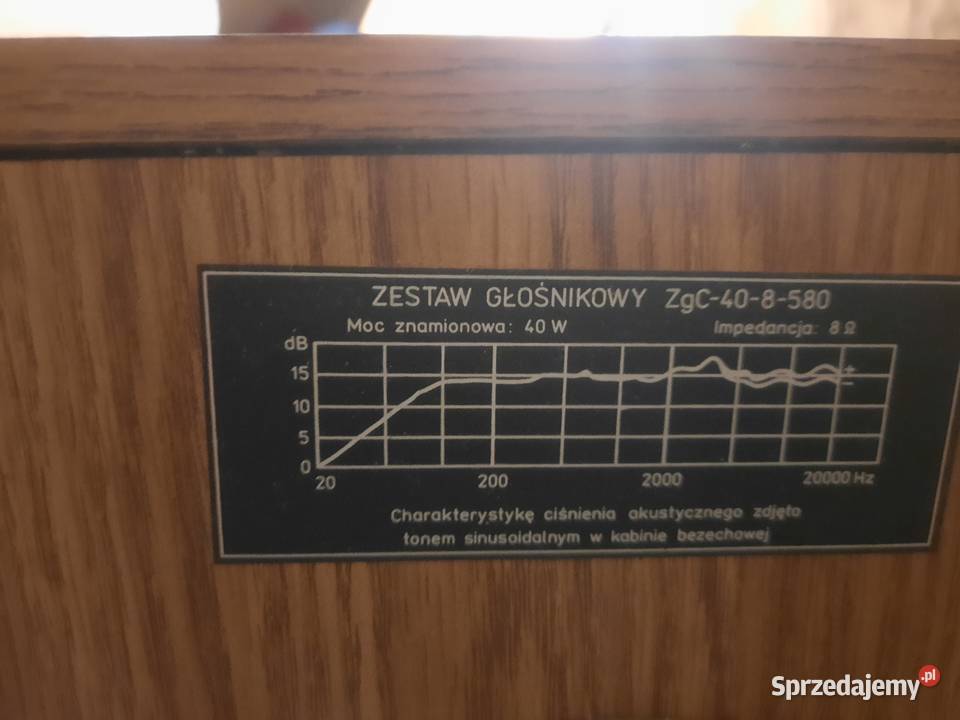 ZESTAW GŁOŚNIKOWY ZgC-40-8-580
Moc znamionowa: 40 W Impedancja: 8 Ω
dB
15
10
5
0
+
−
20 200 2000 20000 Hz
Charakterystykę ciśnienia akustycznego zdjęto
tonem sinusoidalnym w kabinie bezechowej
Sprzedajemy.pl